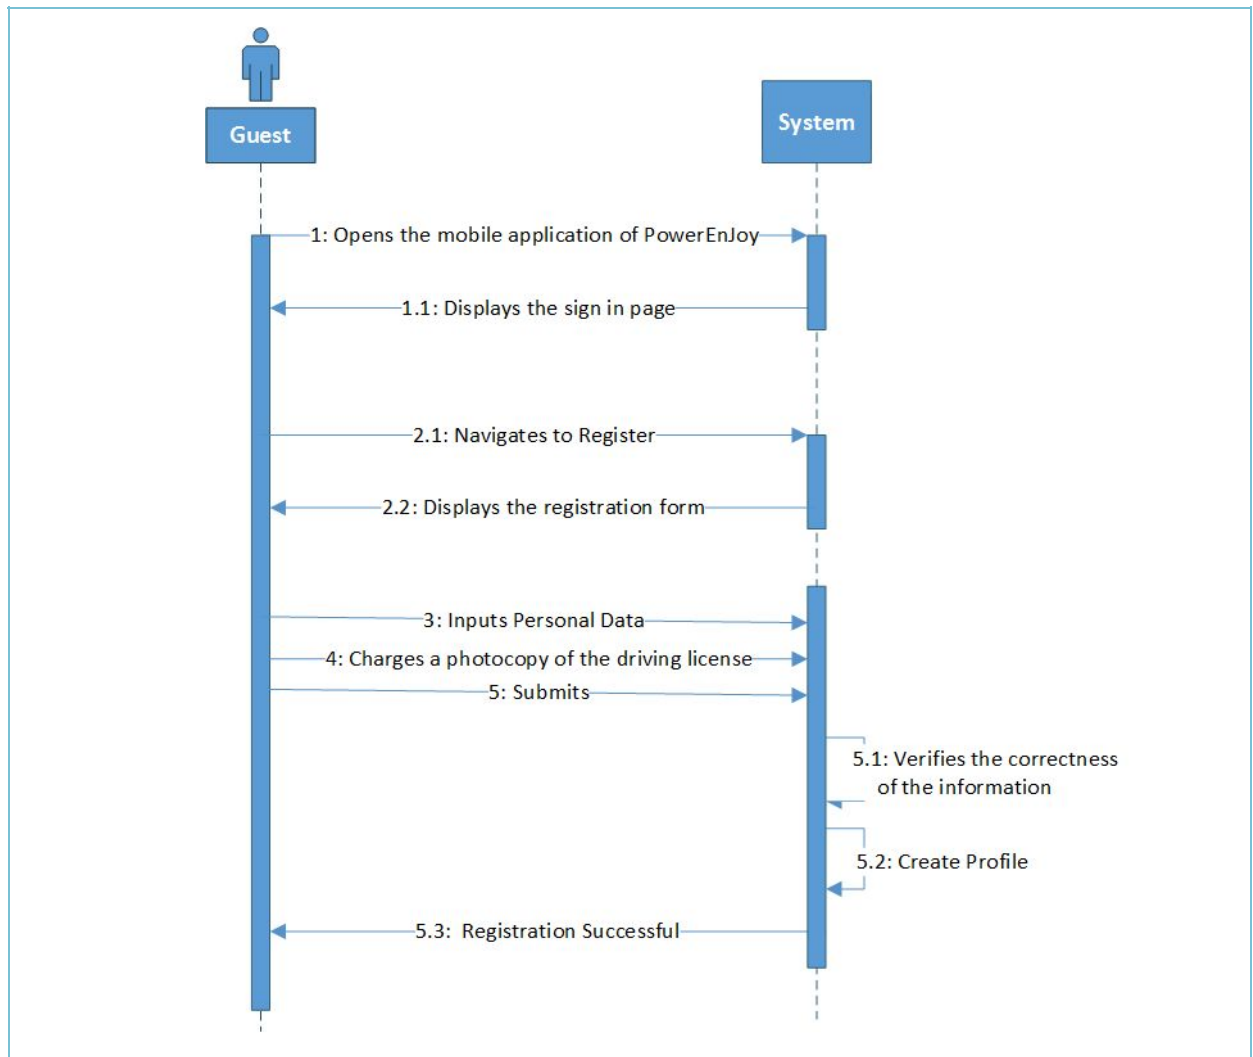 Guest
System
1: Opens the mobile application of PowerEnJoy
1.1: Displays the sign in page
2.1: Navigates to Register
2.2: Displays the registration form
3: Inputs Personal Data
4: Charges a photocopy of the driving license
5: Submits
5.1: Verifies the correctness
of the information
5.2: Create Profile
5.3:  Registration Successful